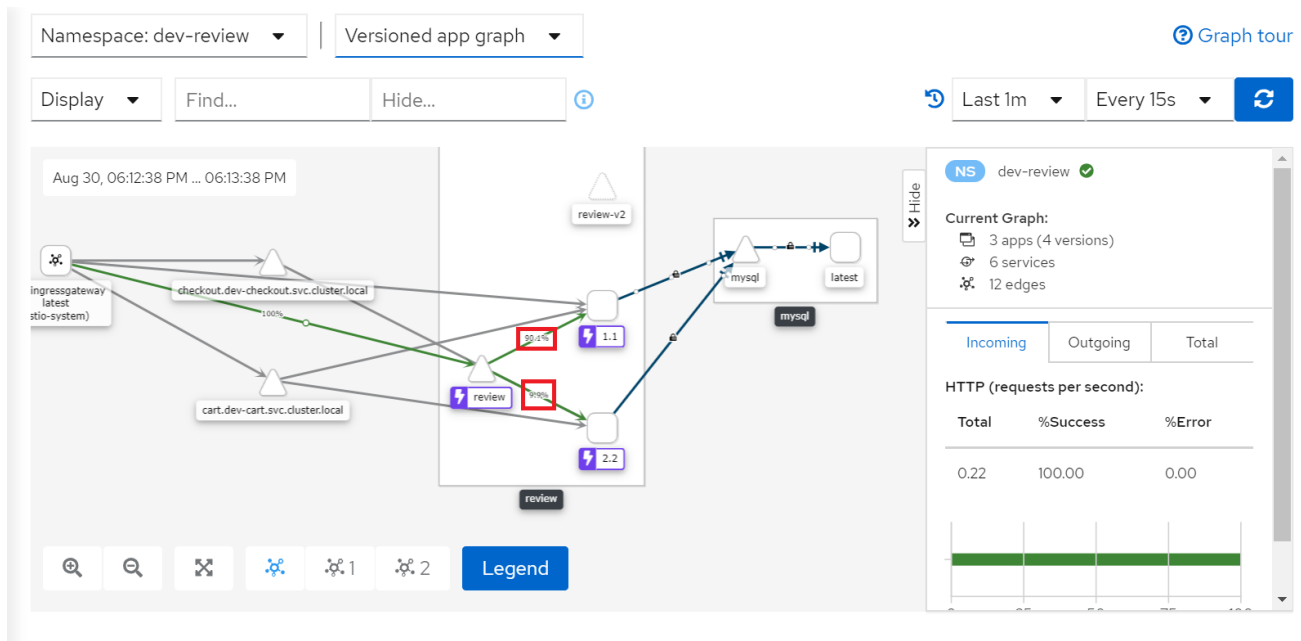 Namespace: dev-review
Versioned app graph
Graph tour
Display
Find...
Hide...
Last 1m
Every 15s
Aug 30, 06:12:38 PM ... 06:13:38 PM
review-v2
ingressgateway
latest
stio-system)
checkout.dev-checkout.svc.cluster.local
100%
mysql
latest
mysql
90.1%
1.1
review
9.9%
cart.dev-cart.svc.cluster.local
2.2
review
1
2
Legend
Hide
NS dev-review
Current Graph:
3 apps (4 versions)
6 services
12 edges
Incoming Outgoing Total
HTTP (requests per second):
Total %Success %Error
0.22 100.00 0.00